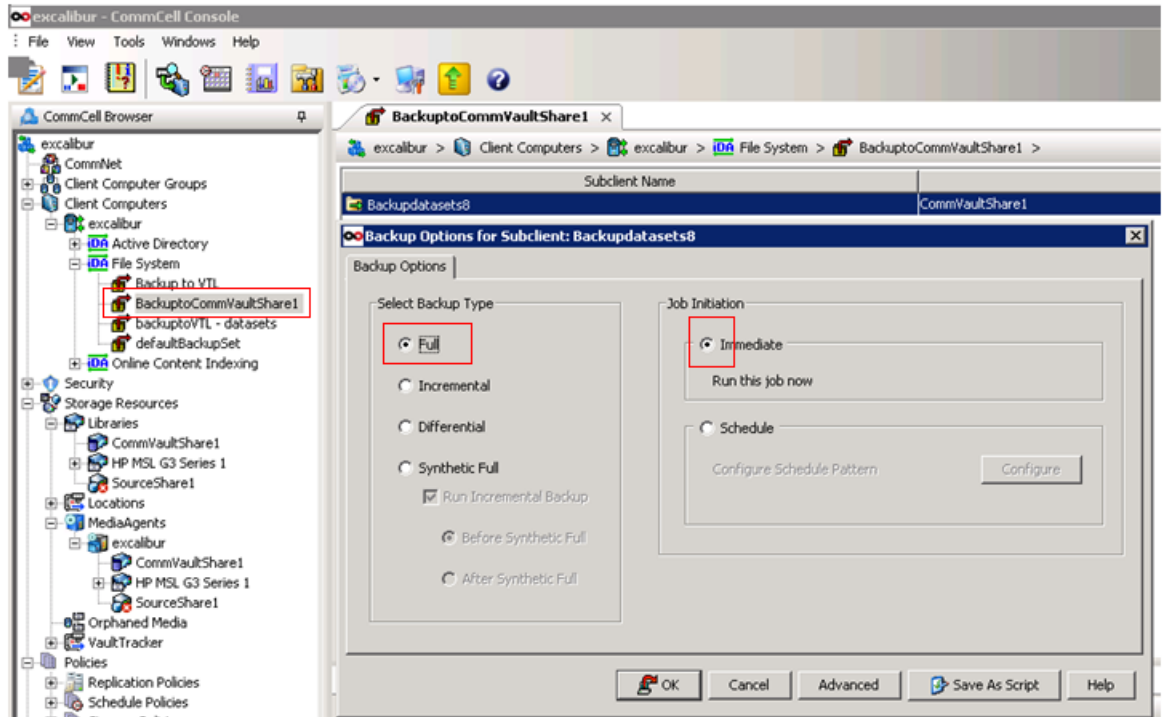 excalibur - CommCell Console
File View Tools Windows Help
CommCell Browser
excalibur
CommNet
Client Computer Groups
Client Computers
excalibur
iDA Active Directory
iDA File System
Backup to VTL
BackuptoCommVaultShare1
backuptoVTL - datasets
defaultBackupSet
iDA Online Content Indexing
Security
Storage Resources
Libraries
CommVaultShare1
HP MSL G3 Series 1
SourceShare1
Locations
MediaAgents
excalibur
CommVaultShare1
HP MSL G3 Series 1
SourceShare1
Orphaned Media
VaultTracker
Policies
Replication Policies
Schedule Policies
BackuptoCommVaultShare1 ×
excalibur > Client Computers > excalibur > iDA File System > BackuptoCommVaultShare1 >
Subclient Name
Backupdatasets8 CommVaultShare1
Backup Options for Subclient: Backupdatasets8
Backup Options
Select Backup Type
Full
Incremental
Differential
Synthetic Full
Run Incremental Backup
Before Synthetic Full
After Synthetic Full
Job Initiation
Immediate
Run this job now
Schedule
Configure Schedule Pattern Configure
OK Cancel Advanced Save As Script Help